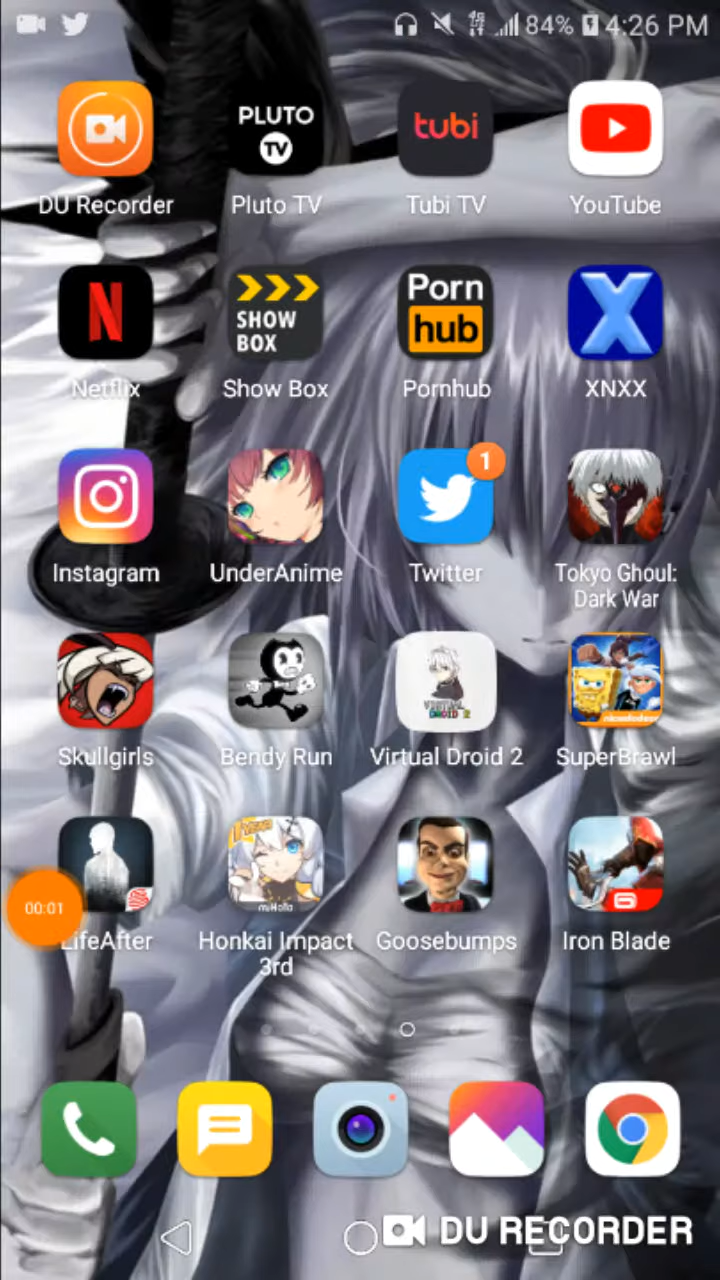 84% 4:26 PM
PLUTO
TV
tubi
DU Recorder
Pluto TV
Tubi TV
YouTube
N
SHOW
BOX
Porn
hub
X
Netflix
Show Box
Pornhub
XNXX
1
Instagram
UnderAnime
Twitter
Tokyo Ghoul:
Dark War
nickelodeon
Skullgirls
Bendy Run
Virtual Droid 2
SuperBrawl
miHoYo
00:01
LifeAfter
Honkai Impact
3rd
Goosebumps
Iron Blade
DU RECORDER